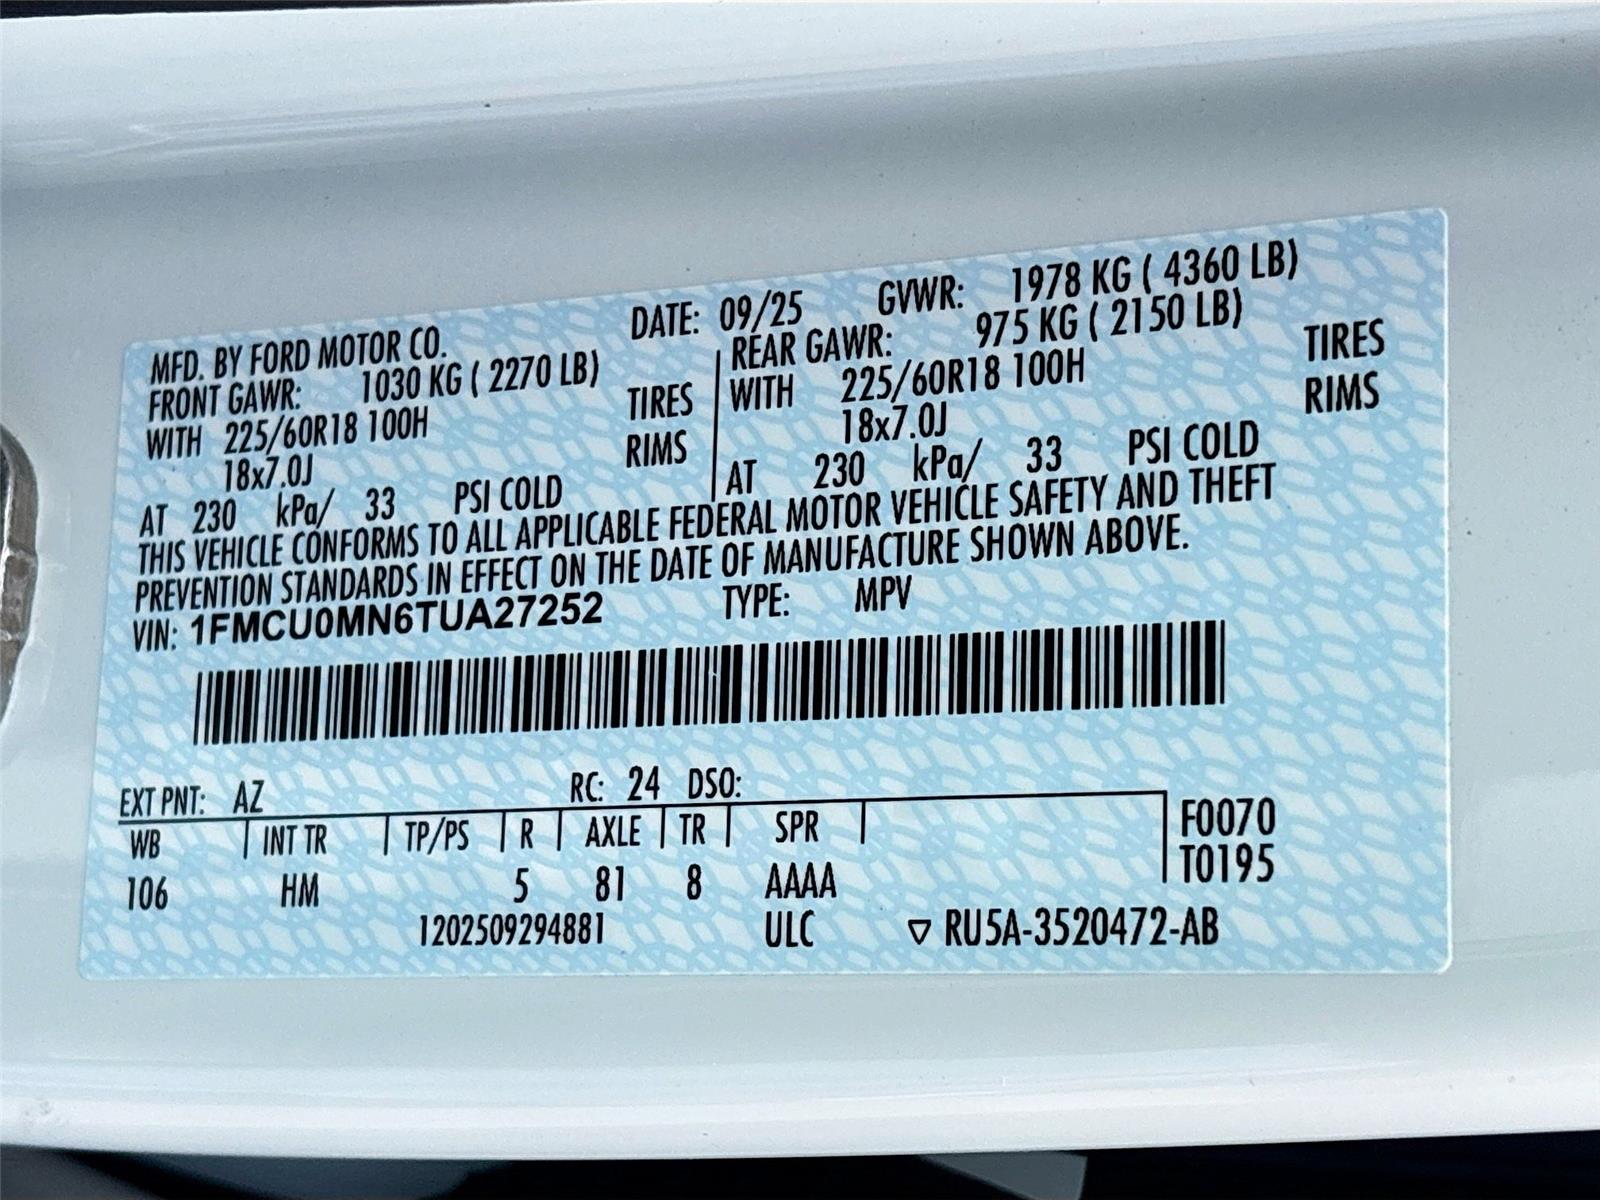 MFD. BY FORD MOTOR CO. DATE: 09/25 GVWR: 1978 KG ( 4360 LB)
FRONT GAWR: 1030 KG ( 2270 LB)
WITH 225/60R18 100H TIRES
18x7.0J RIMS
AT 230 kPa/ 33 PSI COLD
REAR GAWR: 975 KG ( 2150 LB)
WITH 225/60R18 100H TIRES
18x7.0J RIMS
AT 230 kPa/ 33 PSI COLD
THIS VEHICLE CONFORMS TO ALL APPLICABLE FEDERAL MOTOR VEHICLE SAFETY AND THEFT
PREVENTION STANDARDS IN EFFECT ON THE DATE OF MANUFACTURE SHOWN ABOVE.
VIN: 1FMCU0MN6TUA27252 TYPE: MPV
EXT PNT: AZ RC: 24 DSO:
WB INT TR TP/PS R AXLE TR SPR F0070
T0195
106 HM 5 81 8 AAAA
1202509294881 ULC ▽ RU5A-3520472-AB